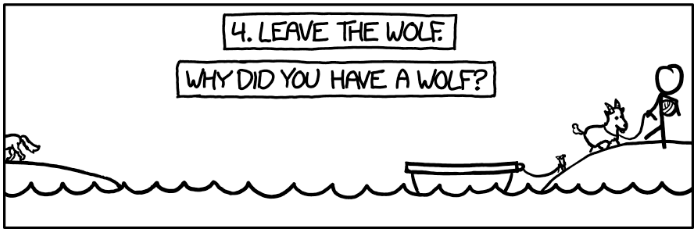 4. LEAVE THE WOLF.
WHY DID YOU HAVE A WOLF?